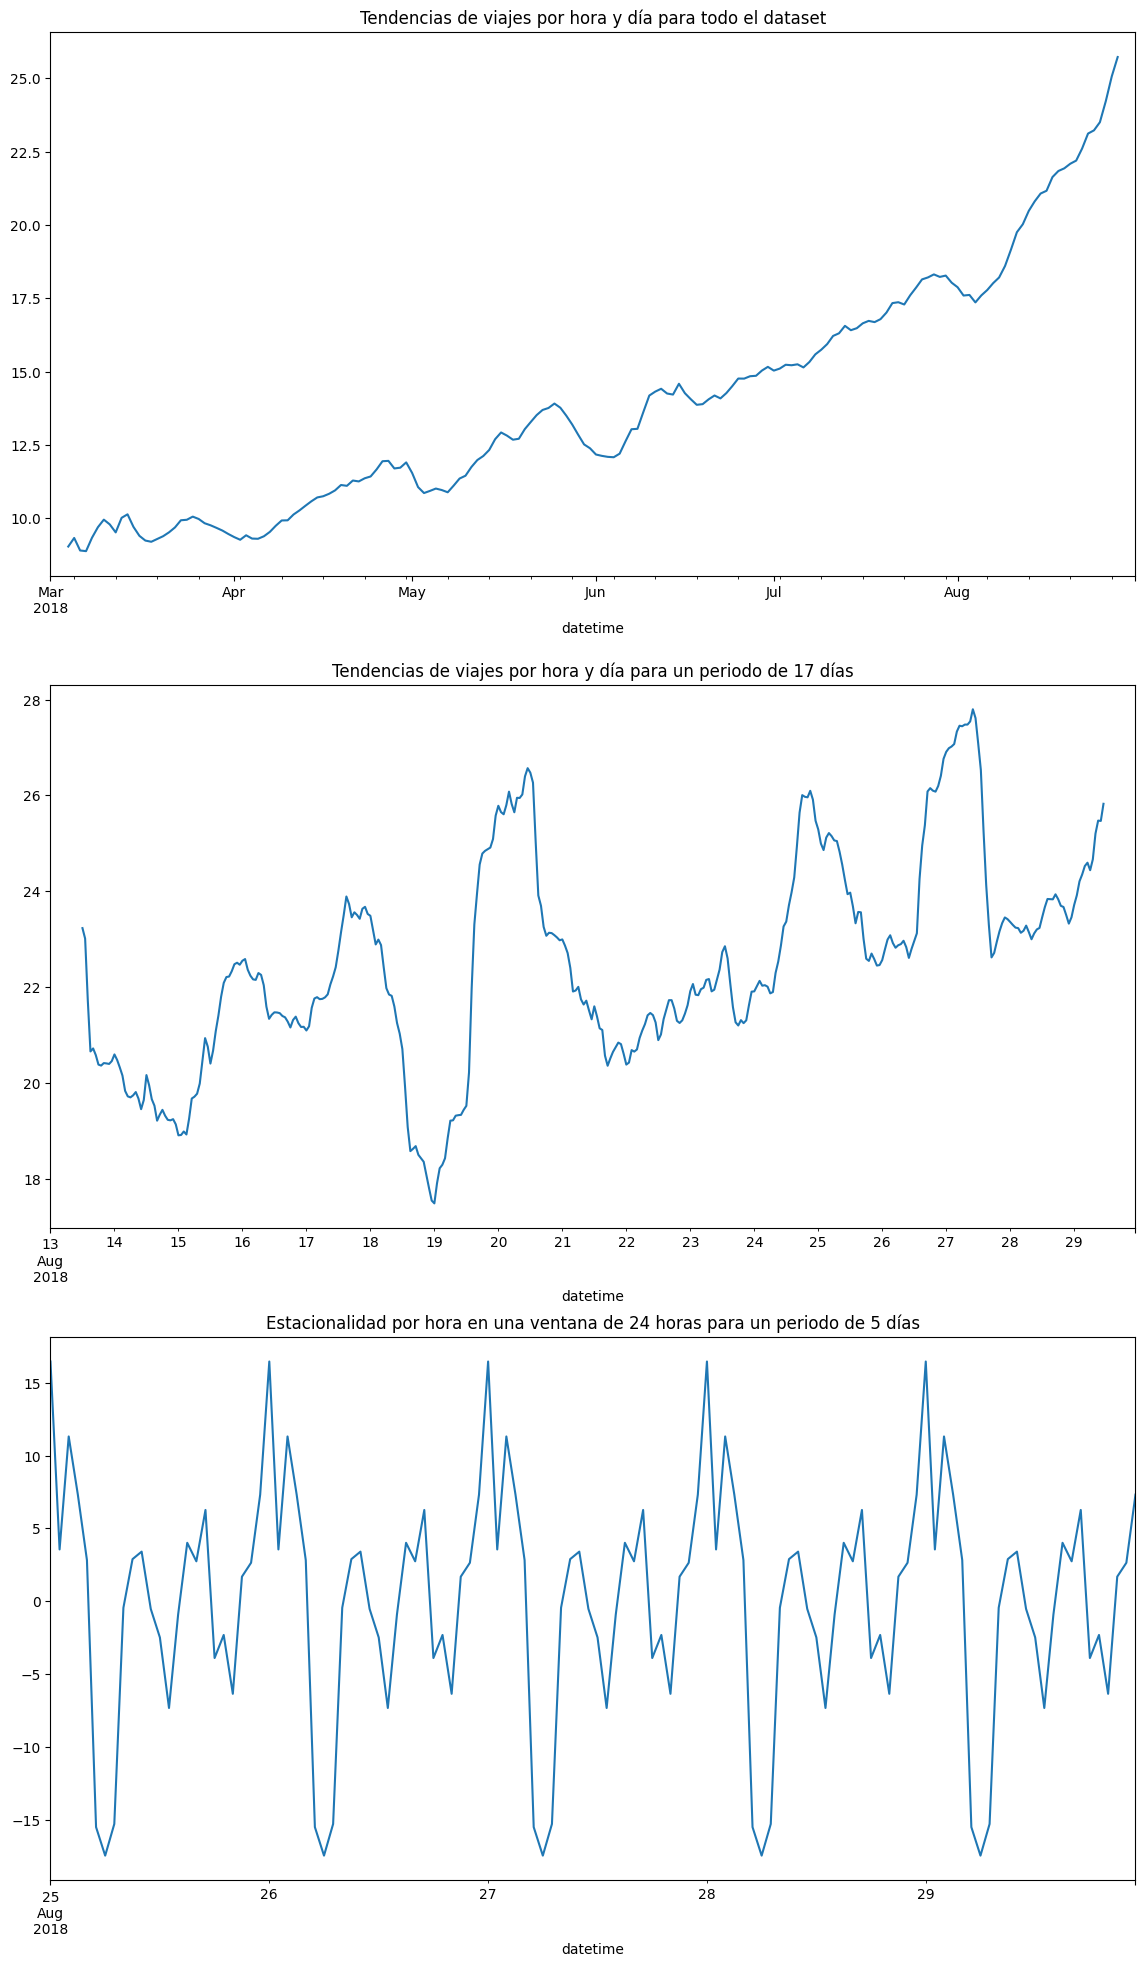 Tendencias de viajes por hora y día para todo el dataset
25.0
22.5
20.0
17.5
15.0
12.5
10.0
Mar Apr May Jun Jul Aug
2018
datetime
Tendencias de viajes por hora y día para un periodo de 17 días
28
26
24
22
20
18
13 14 15 16 17 18 19 20 21 22 23 24 25 26 27 28 29
Aug
2018
datetime
Estacionalidad por hora en una ventana de 24 horas para un periodo de 5 días
15
10
5
0
−5
−10
−15
25 26 27 28 29
Aug
2018
datetime